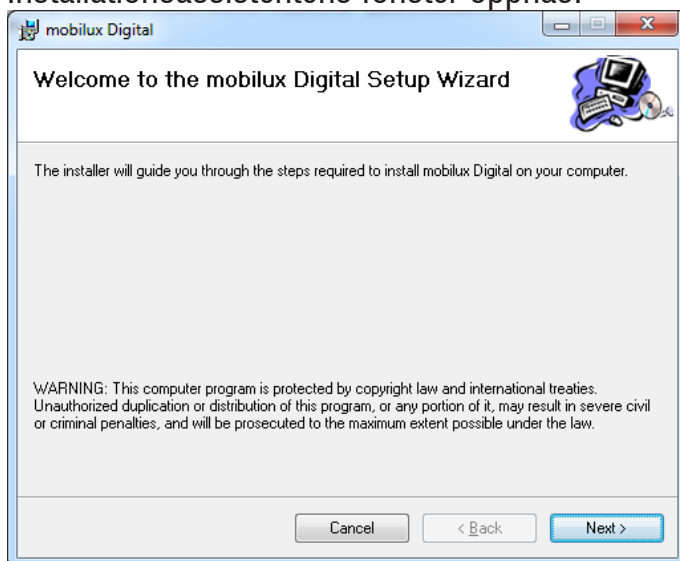 Installationsassistentens fönster öppnas.
mobilux Digital
Welcome to the mobilux Digital Setup Wizard
The installer will guide you through the steps required to install mobilux Digital on your computer.
WARNING: This computer program is protected by copyright law and international treaties.
Unauthorized duplication or distribution of this program, or any portion of it, may result in severe civil
or criminal penalties, and will be prosecuted to the maximum extent possible under the law.
Cancel
< Back
Next >